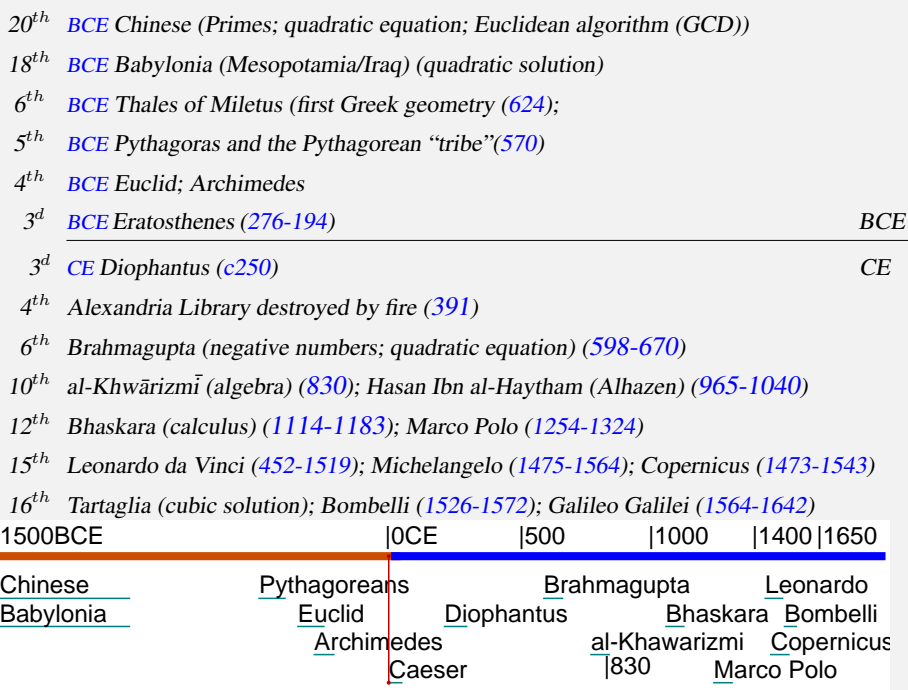 20th BCE Chinese (Primes; quadratic equation; Euclidean algorithm (GCD))
18th BCE Babylonia (Mesopotamia/Iraq) (quadratic solution)
6th BCE Thales of Miletus (first Greek geometry (624);
5th BCE Pythagoras and the Pythagorean “tribe”(570)
4th BCE Euclid; Archimedes
3d BCE Eratosthenes (276-194) BCE
3d CE Diophantus (c250) CE
4th Alexandria Library destroyed by fire (391)
6th Brahmagupta (negative numbers; quadratic equation) (598-670)
10th al-Khwārizmī (algebra) (830); Hasan Ibn al-Haytham (Alhazen) (965-1040)
12th Bhaskara (calculus) (1114-1183); Marco Polo (1254-1324)
15th Leonardo da Vinci (452-1519); Michelangelo (1475-1564); Copernicus (1473-1543)
16th Tartaglia (cubic solution); Bombelli (1526-1572); Galileo Galilei (1564-1642)
1500BCE |0CE |500 |1000 |1400 |1650
Chinese Pythagoreans Brahmagupta Leonardo
Babylonia Euclid Diophantus Bhaskara Bombelli
Archimedes al-Khawarizmi Copernicus
Caeser |830 Marco Polo